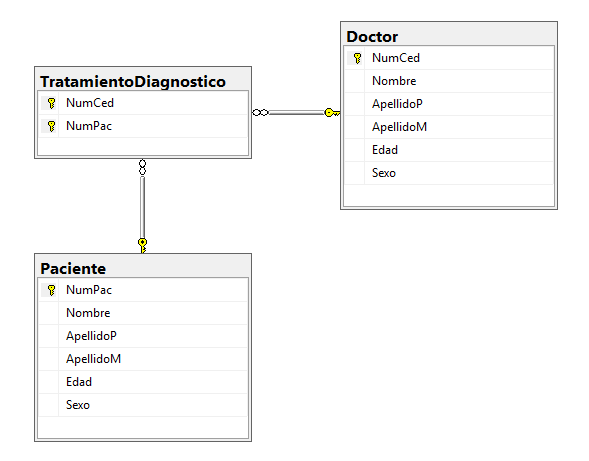 TratamientoDiagnostico
NumCed
NumPac
Doctor
NumCed
Nombre
ApellidoP
ApellidoM
Edad
Sexo
Paciente
NumPac
Nombre
ApellidoP
ApellidoM
Edad
Sexo